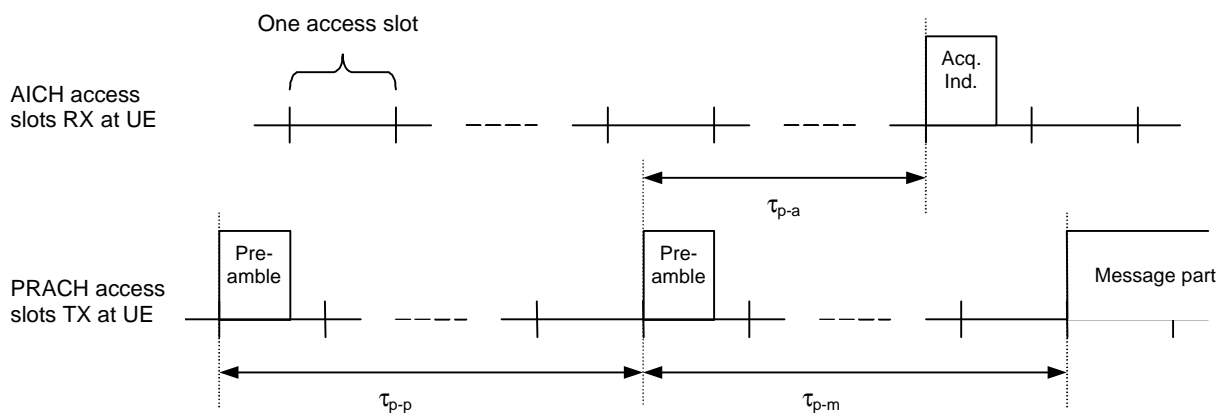 One access slot
Acq.
Ind.
AICH access
slots RX at UE
τp-a
Pre-
amble
Pre-
amble
Message part
PRACH access
slots TX at UE
τp-p
τp-m